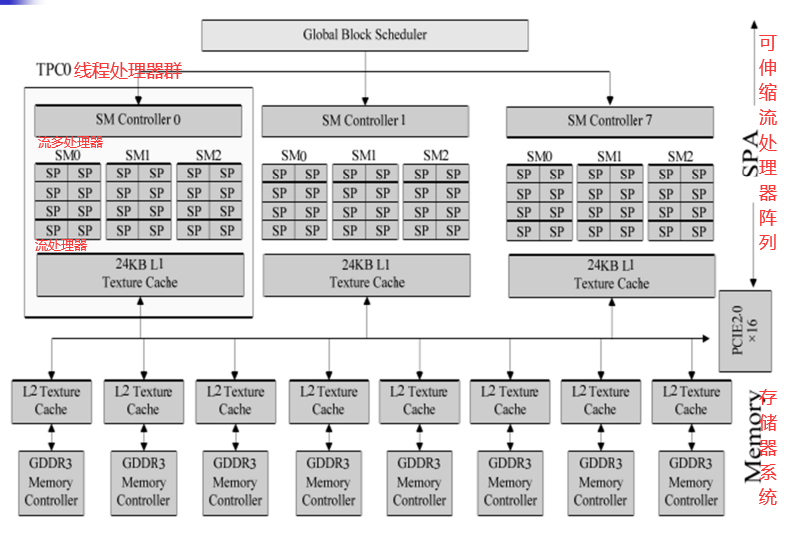 Global Block Scheduler
TPC0 线程处理器群
SM Controller 0
SM Controller 1
SM Controller 7
流多处理器
SM0 SM1 SM2
SM0 SM1 SM2
SM0 SM1 SM2
SP SP SP SP SP SP
SP SP SP SP SP SP
SP SP SP SP SP SP
SP SP SP SP SP SP
SP SP SP SP SP SP
SP SP SP SP SP SP
SP SP SP SP SP SP
SP SP SP SP SP SP
SP SP SP SP SP SP
SP SP SP SP SP SP
SP SP SP SP SP SP
SP SP SP SP SP SP
流处理器
24KB L1
Texture Cache
24KB L1
Texture Cache
24KB L1
Texture Cache
SPA
可伸缩流处理器阵列
PCIE2.0
×16
L2 Texture
Cache
L2 Texture
Cache
L2 Texture
Cache
L2 Texture
Cache
L2 Texture
Cache
L2 Texture
Cache
L2 Texture
Cache
L2 Texture
Cache
GDDR3
Memory
Controller
GDDR3
Memory
Controller
GDDR3
Memory
Controller
GDDR3
Memory
Controller
GDDR3
Memory
Controller
GDDR3
Memory
Controller
GDDR3
Memory
Controller
GDDR3
Memory
Controller
Memory
存储器系统